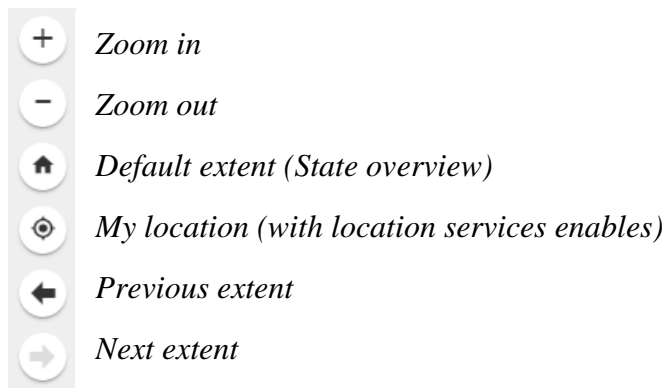 Zoom in
Zoom out
Default extent (State overview)
My location (with location services enables)
Previous extent
Next extent